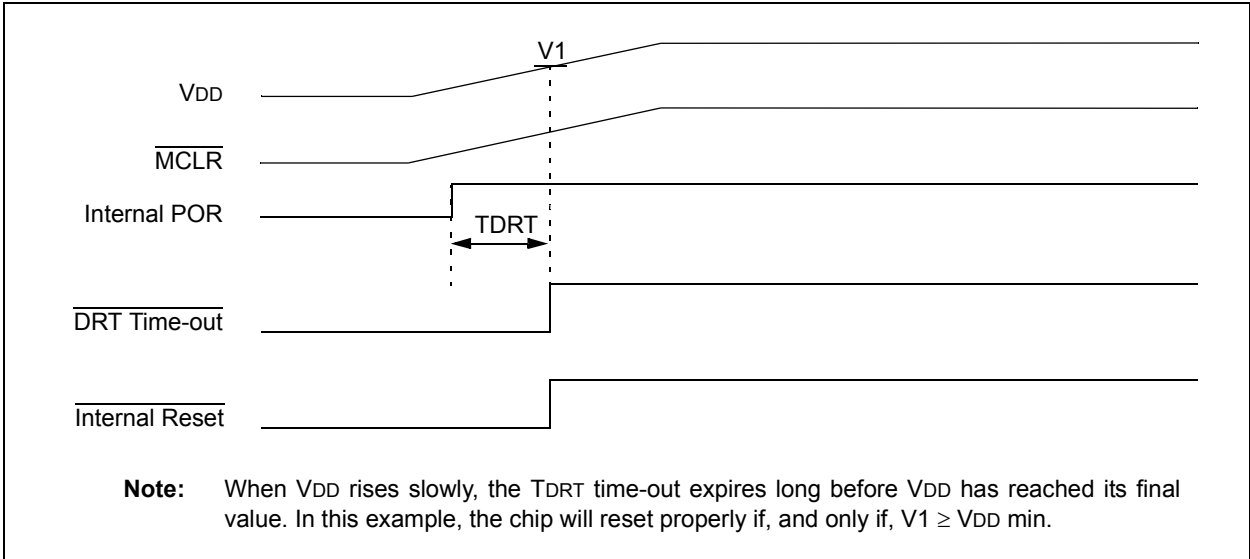 V1
VDD
MCLR
Internal POR
TDRT
DRT Time-out
Internal Reset
Note: When VDD rises slowly, the TDRT time-out expires long before VDD has reached its final
value. In this example, the chip will reset properly if, and only if, V1 ≥ VDD min.